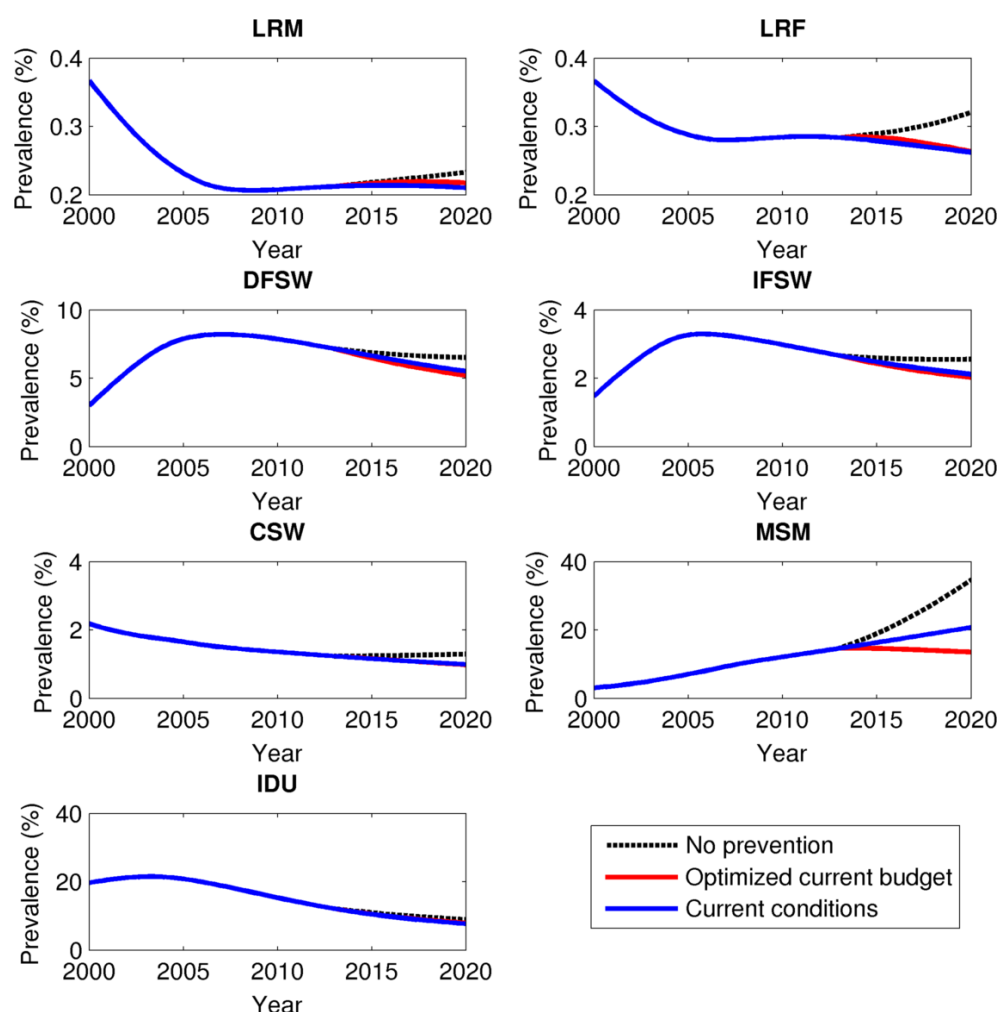 LRM
Prevalence (%)
0.4
0.3
0.2
2000 2005 2010 2015 2020
Year
LRF
Prevalence (%)
0.4
0.3
0.2
2000 2005 2010 2015 2020
Year
DFSW
Prevalence (%)
10
5
0
2000 2005 2010 2015 2020
Year
IFSW
Prevalence (%)
4
2
0
2000 2005 2010 2015 2020
Year
CSW
Prevalence (%)
4
2
0
2000 2005 2010 2015 2020
Year
MSM
Prevalence (%)
40
20
0
2000 2005 2010 2015 2020
Year
IDU
Prevalence (%)
40
20
0
2000 2005 2010 2015 2020
Year
No prevention
Optimized current budget
Current conditions